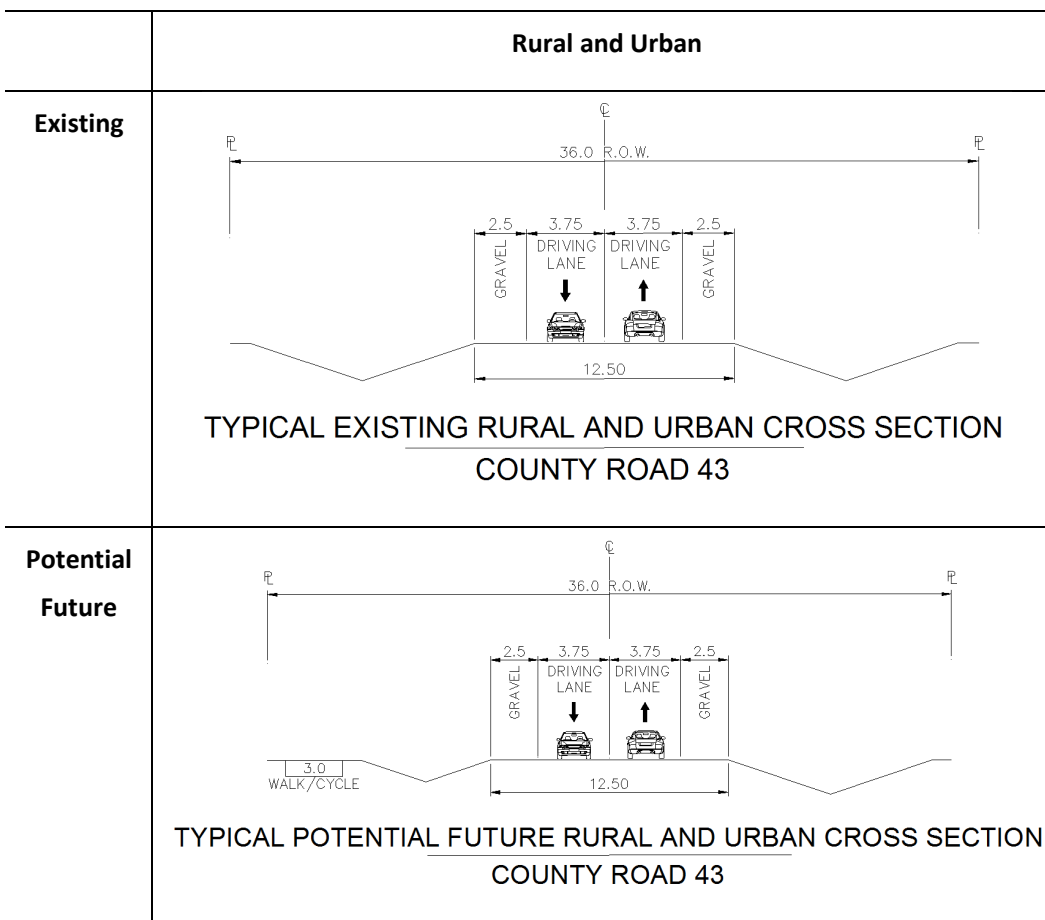 Rural and Urban
Existing
℄
⅊
⅊
36.0 R.O.W.
2.5
3.75
3.75
2.5
GRAVEL
DRIVING
LANE
DRIVING
LANE
GRAVEL
12.50
TYPICAL EXISTING RURAL AND URBAN CROSS SECTION
COUNTY ROAD 43
Potential
Future
℄
⅊
⅊
36.0 R.O.W.
2.5
3.75
3.75
2.5
GRAVEL
DRIVING
LANE
DRIVING
LANE
GRAVEL
3.0
WALK/CYCLE
12.50
TYPICAL POTENTIAL FUTURE RURAL AND URBAN CROSS SECTION
COUNTY ROAD 43